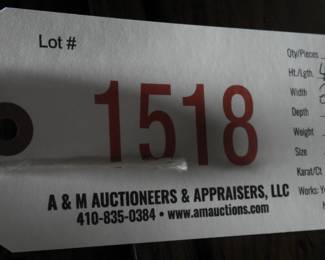 Lot #
1518
A & M AUCTIONEERS & APPRAISERS, LLC
410-835-0384 • www.amauctions.com
Qty/Pieces
Ht./Lgth.
Width
Depth
Weight
Size
Karat/Ct
Works: